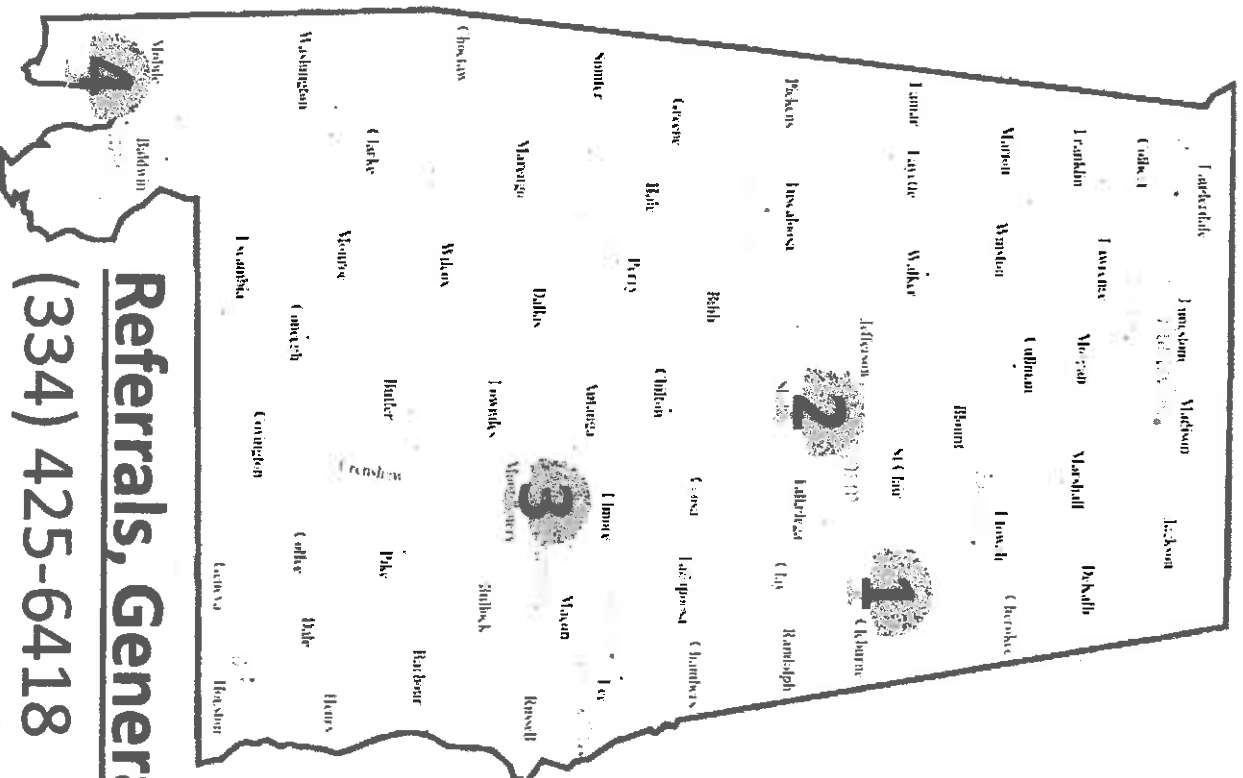 Lauderdale
Limestone
Madison
Jackson
Colbert
Lawrence
Franklin
Morgan
Marshall
DeKalb
Marion
Winston
Cullman
Etowah
Cherokee
Blount
Lamar
Fayette
Walker
St Clair
1
Jefferson
Cleburne
2
Pickens
Tuscaloosa
Talladega
Clay
Randolph
Greene
Bibb
Coosa
Chambers
Hale
Perry
Chilton
Tallapoosa
Sumter
Autauga
Elmore
Lee
Marengo
Dallas
3
Macon
Montgomery
Russell
Choctaw
Wilcox
Lowndes
Bullock
Clarke
Monroe
Butler
Crenshaw
Pike
Barbour
Washington
Conecuh
Coffee
Dale
Henry
Escambia
Covington
Geneva
Houston
Mobile
4
Baldwin
Referrals, Genera
(334) 425-6418